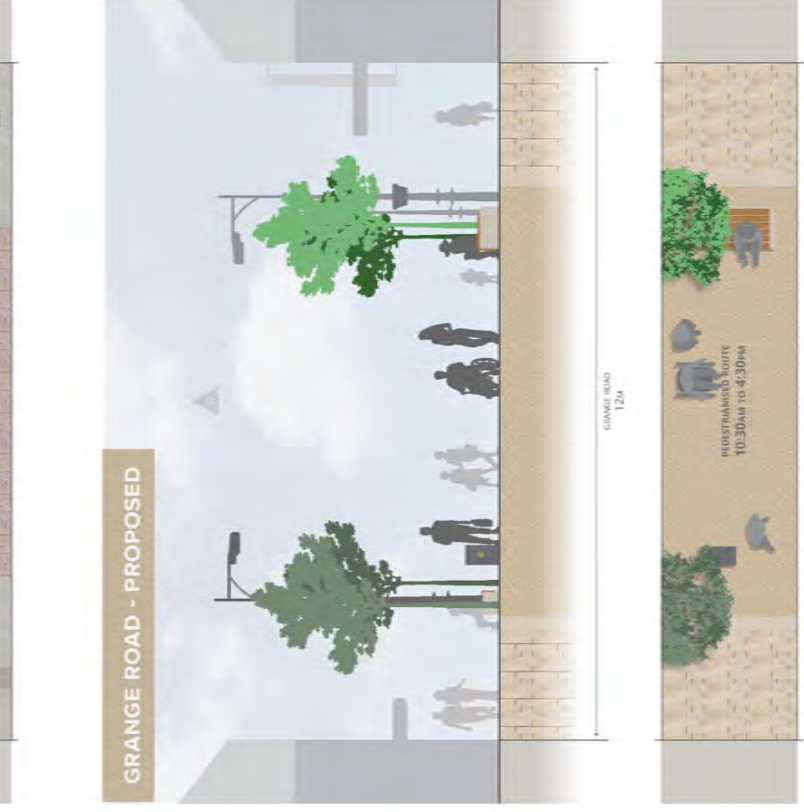 GRANGE ROAD - PROPOSED
GRANGE ROAD
12M
PEDESTRIANISED ROUTE
10:30AM TO 4:30PM